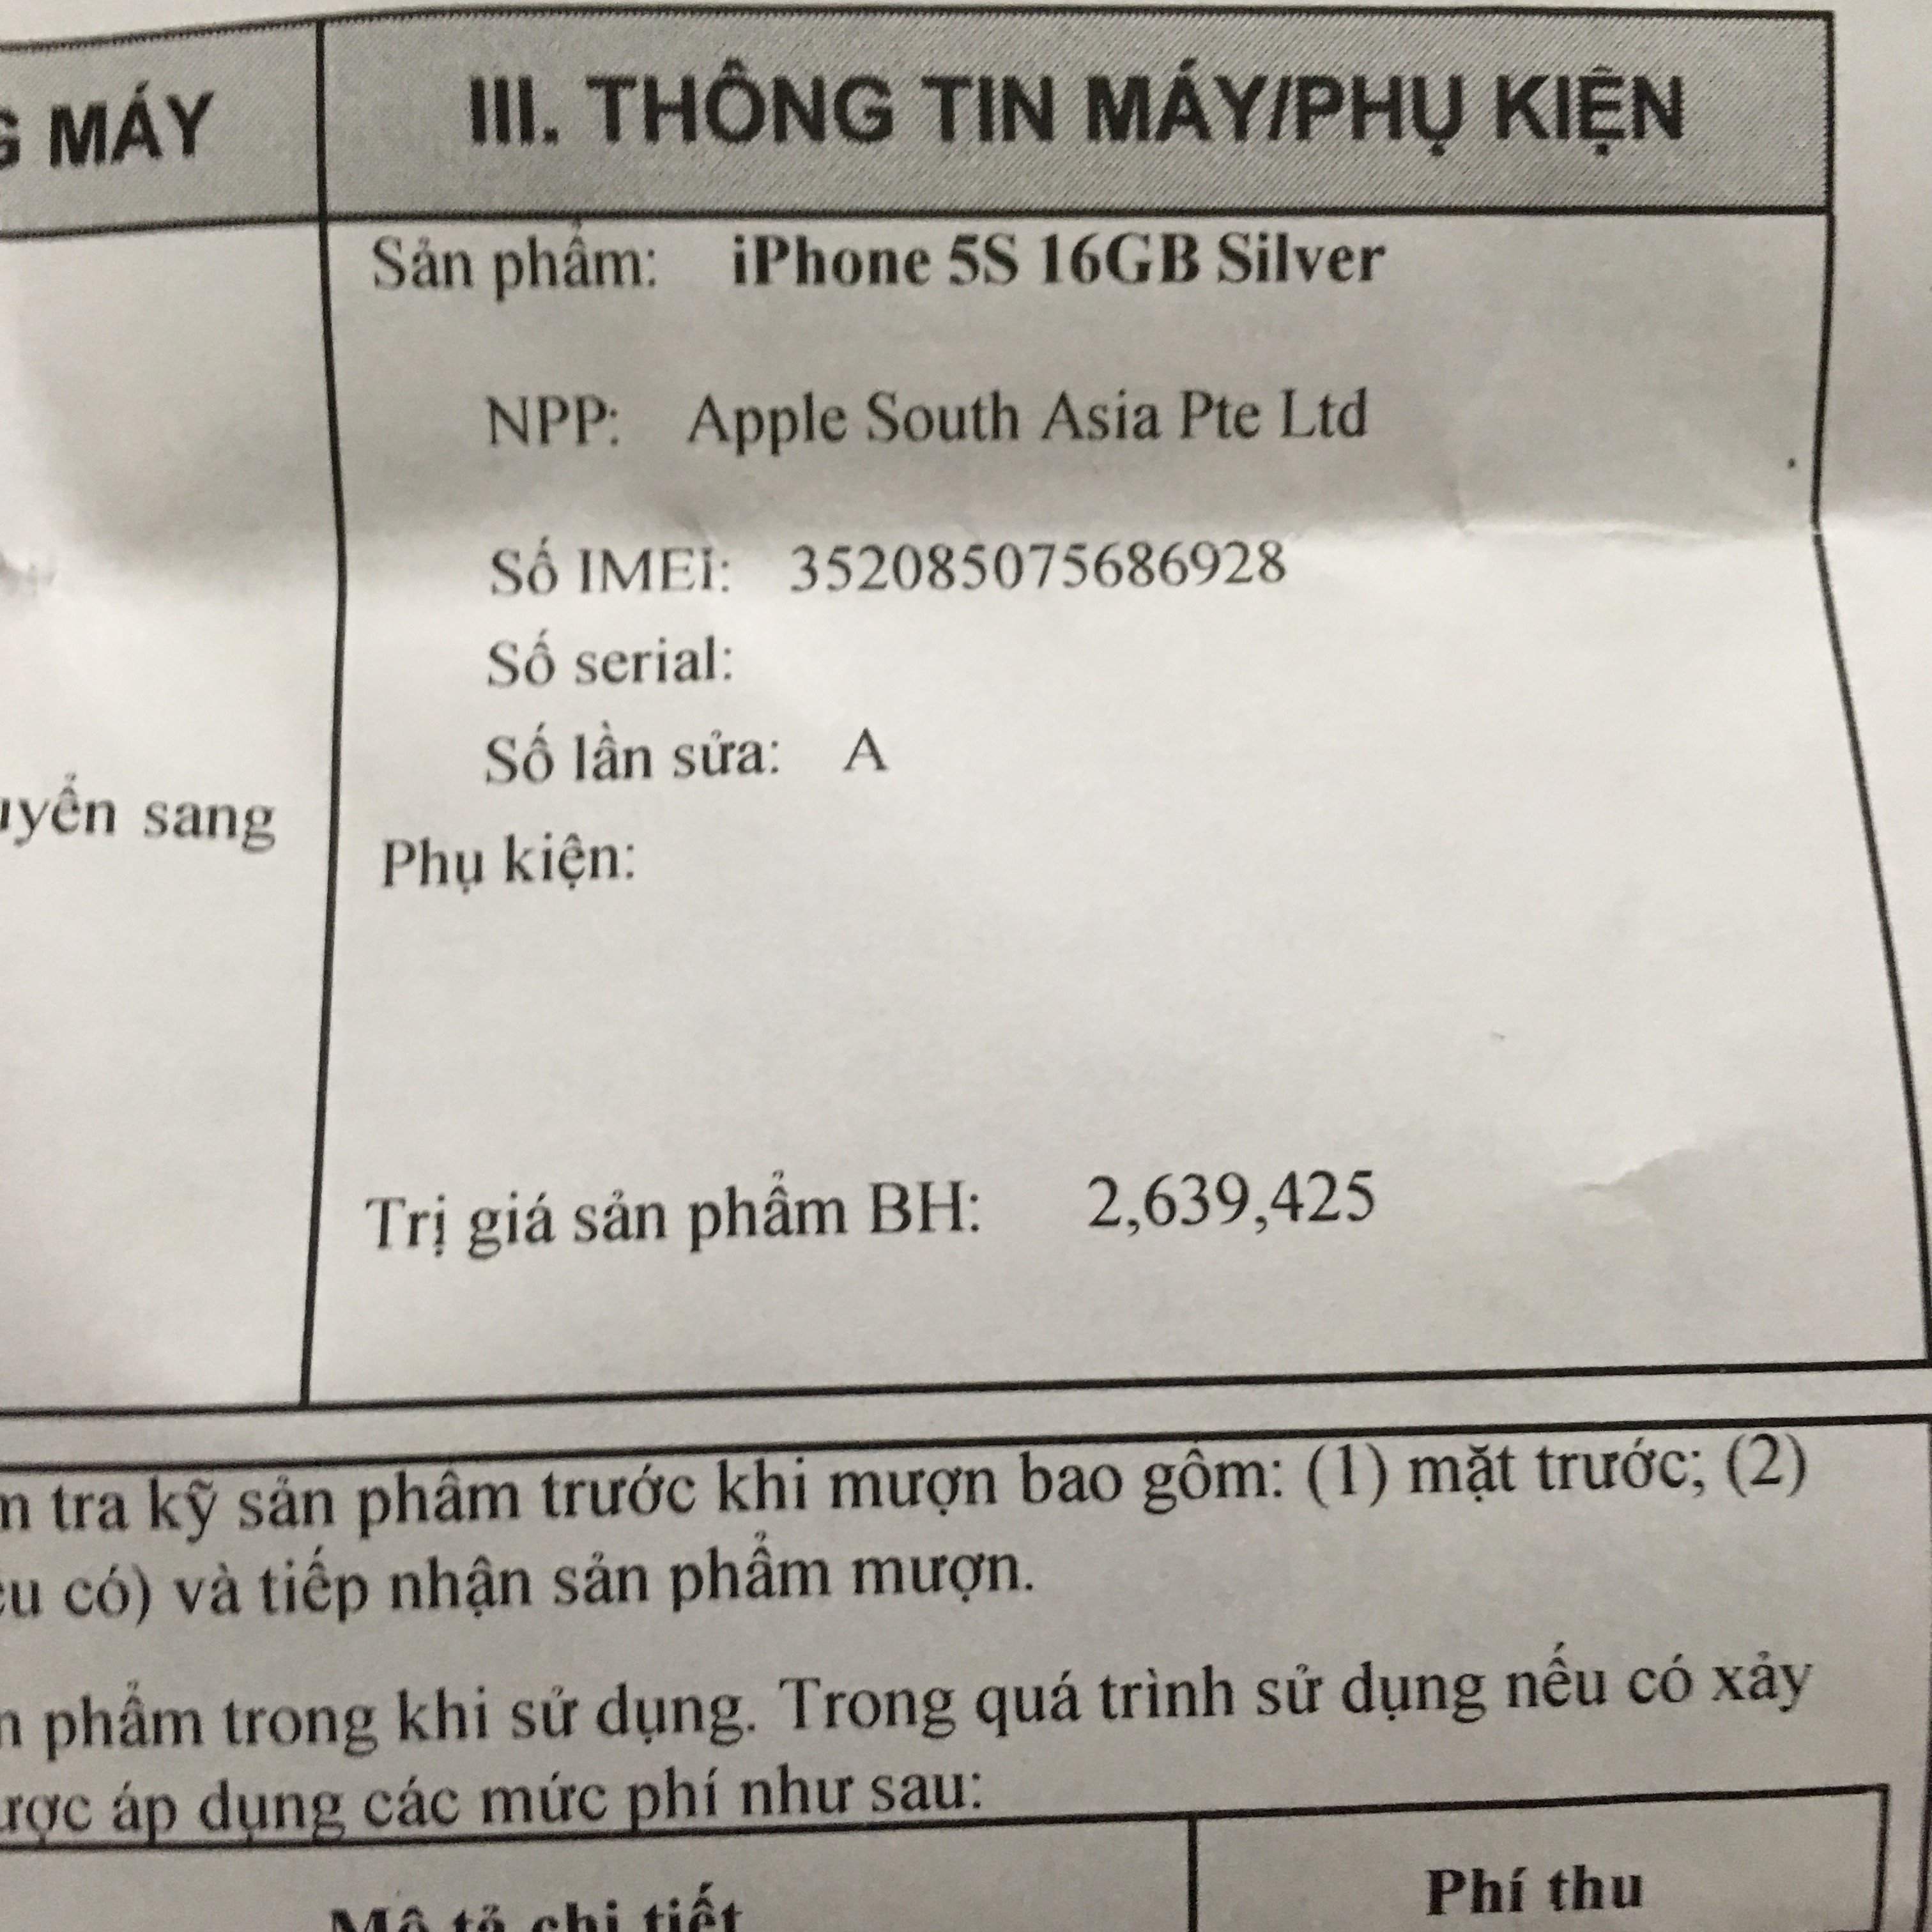 MÁY
III. THÔNG TIN MÁY/PHỤ KIỆN
Sản phẩm: iPhone 5S 16GB Silver
NPP: Apple South Asia Pte Ltd
Số IMEI: 352085075686928
Số serial:
Số lần sửa: A
sang
Phụ kiện:
Trị giá sản phẩm BH: 2,639,425
tra kỹ sản phẩm trước khi mượn bao gồm: (1) mặt trước; (2)
có) và tiếp nhận sản phẩm mượn.
phẩm trong khi sử dụng. Trong quá trình sử dụng nếu có xảy
áp dụng các mức phí như sau:
Mô tả chi tiết
Phí thu